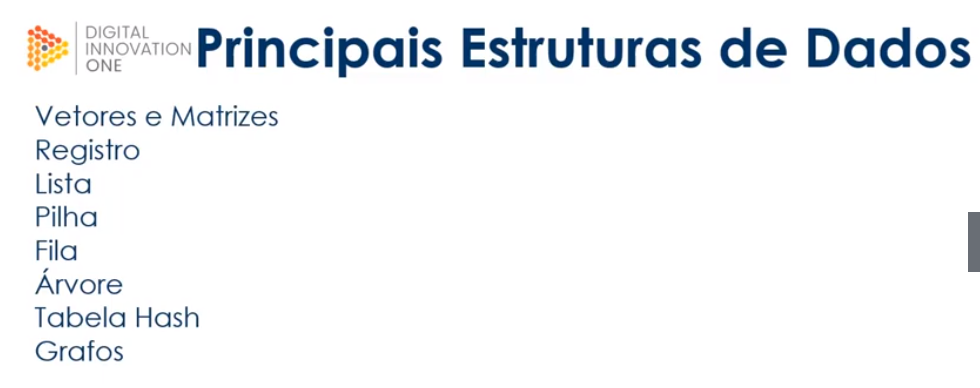 DIGITAL
INNOVATION
ONE
Principais Estruturas de Dados
Vetores e Matrizes
Registro
Lista
Pilha
Fila
Árvore
Tabela Hash
Grafos